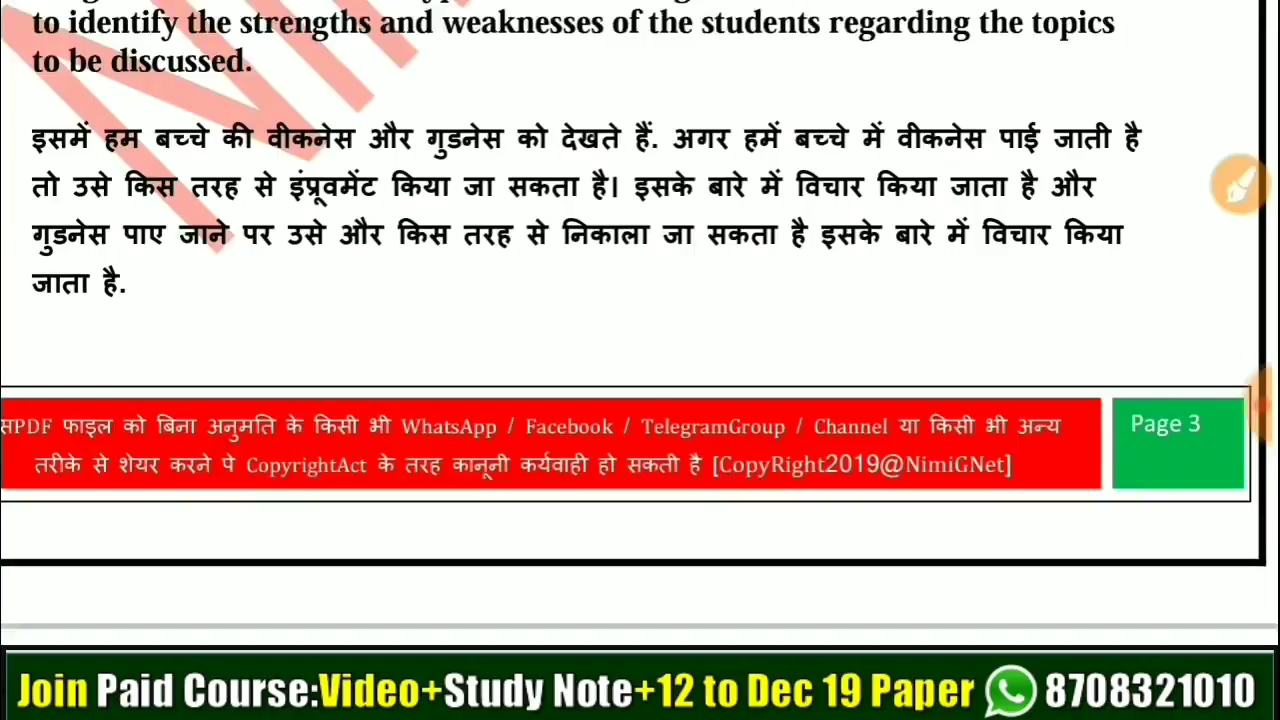 to identify the strengths and weaknesses of the students regarding the topics
to be discussed.
इसमें हम बच्चे की वीकनेस और गुडनेस को देखते हैं. अगर हमें बच्चे में वीकनेस पाई जाती है
तो उसे किस तरह से इंप्रूवमेंट किया जा सकता है। इसके बारे में विचार किया जाता है और
गुडनेस पाए जाने पर उसे और किस तरह से निकाला जा सकता है इसके बारे में विचार किया
जाता है.
सPDF फाइल को बिना अनुमति के किसी भी WhatsApp / Facebook / TelegramGroup / Channel या किसी भी अन्य
तरीके से शेयर करने पे CopyrightAct के तरह कानूनी कर्यवाही हो सकती है [CopyRight2019@NimiGNet]
Page 3
Join Paid Course:Video+Study Note+12 to Dec 19 Paper 8708321010